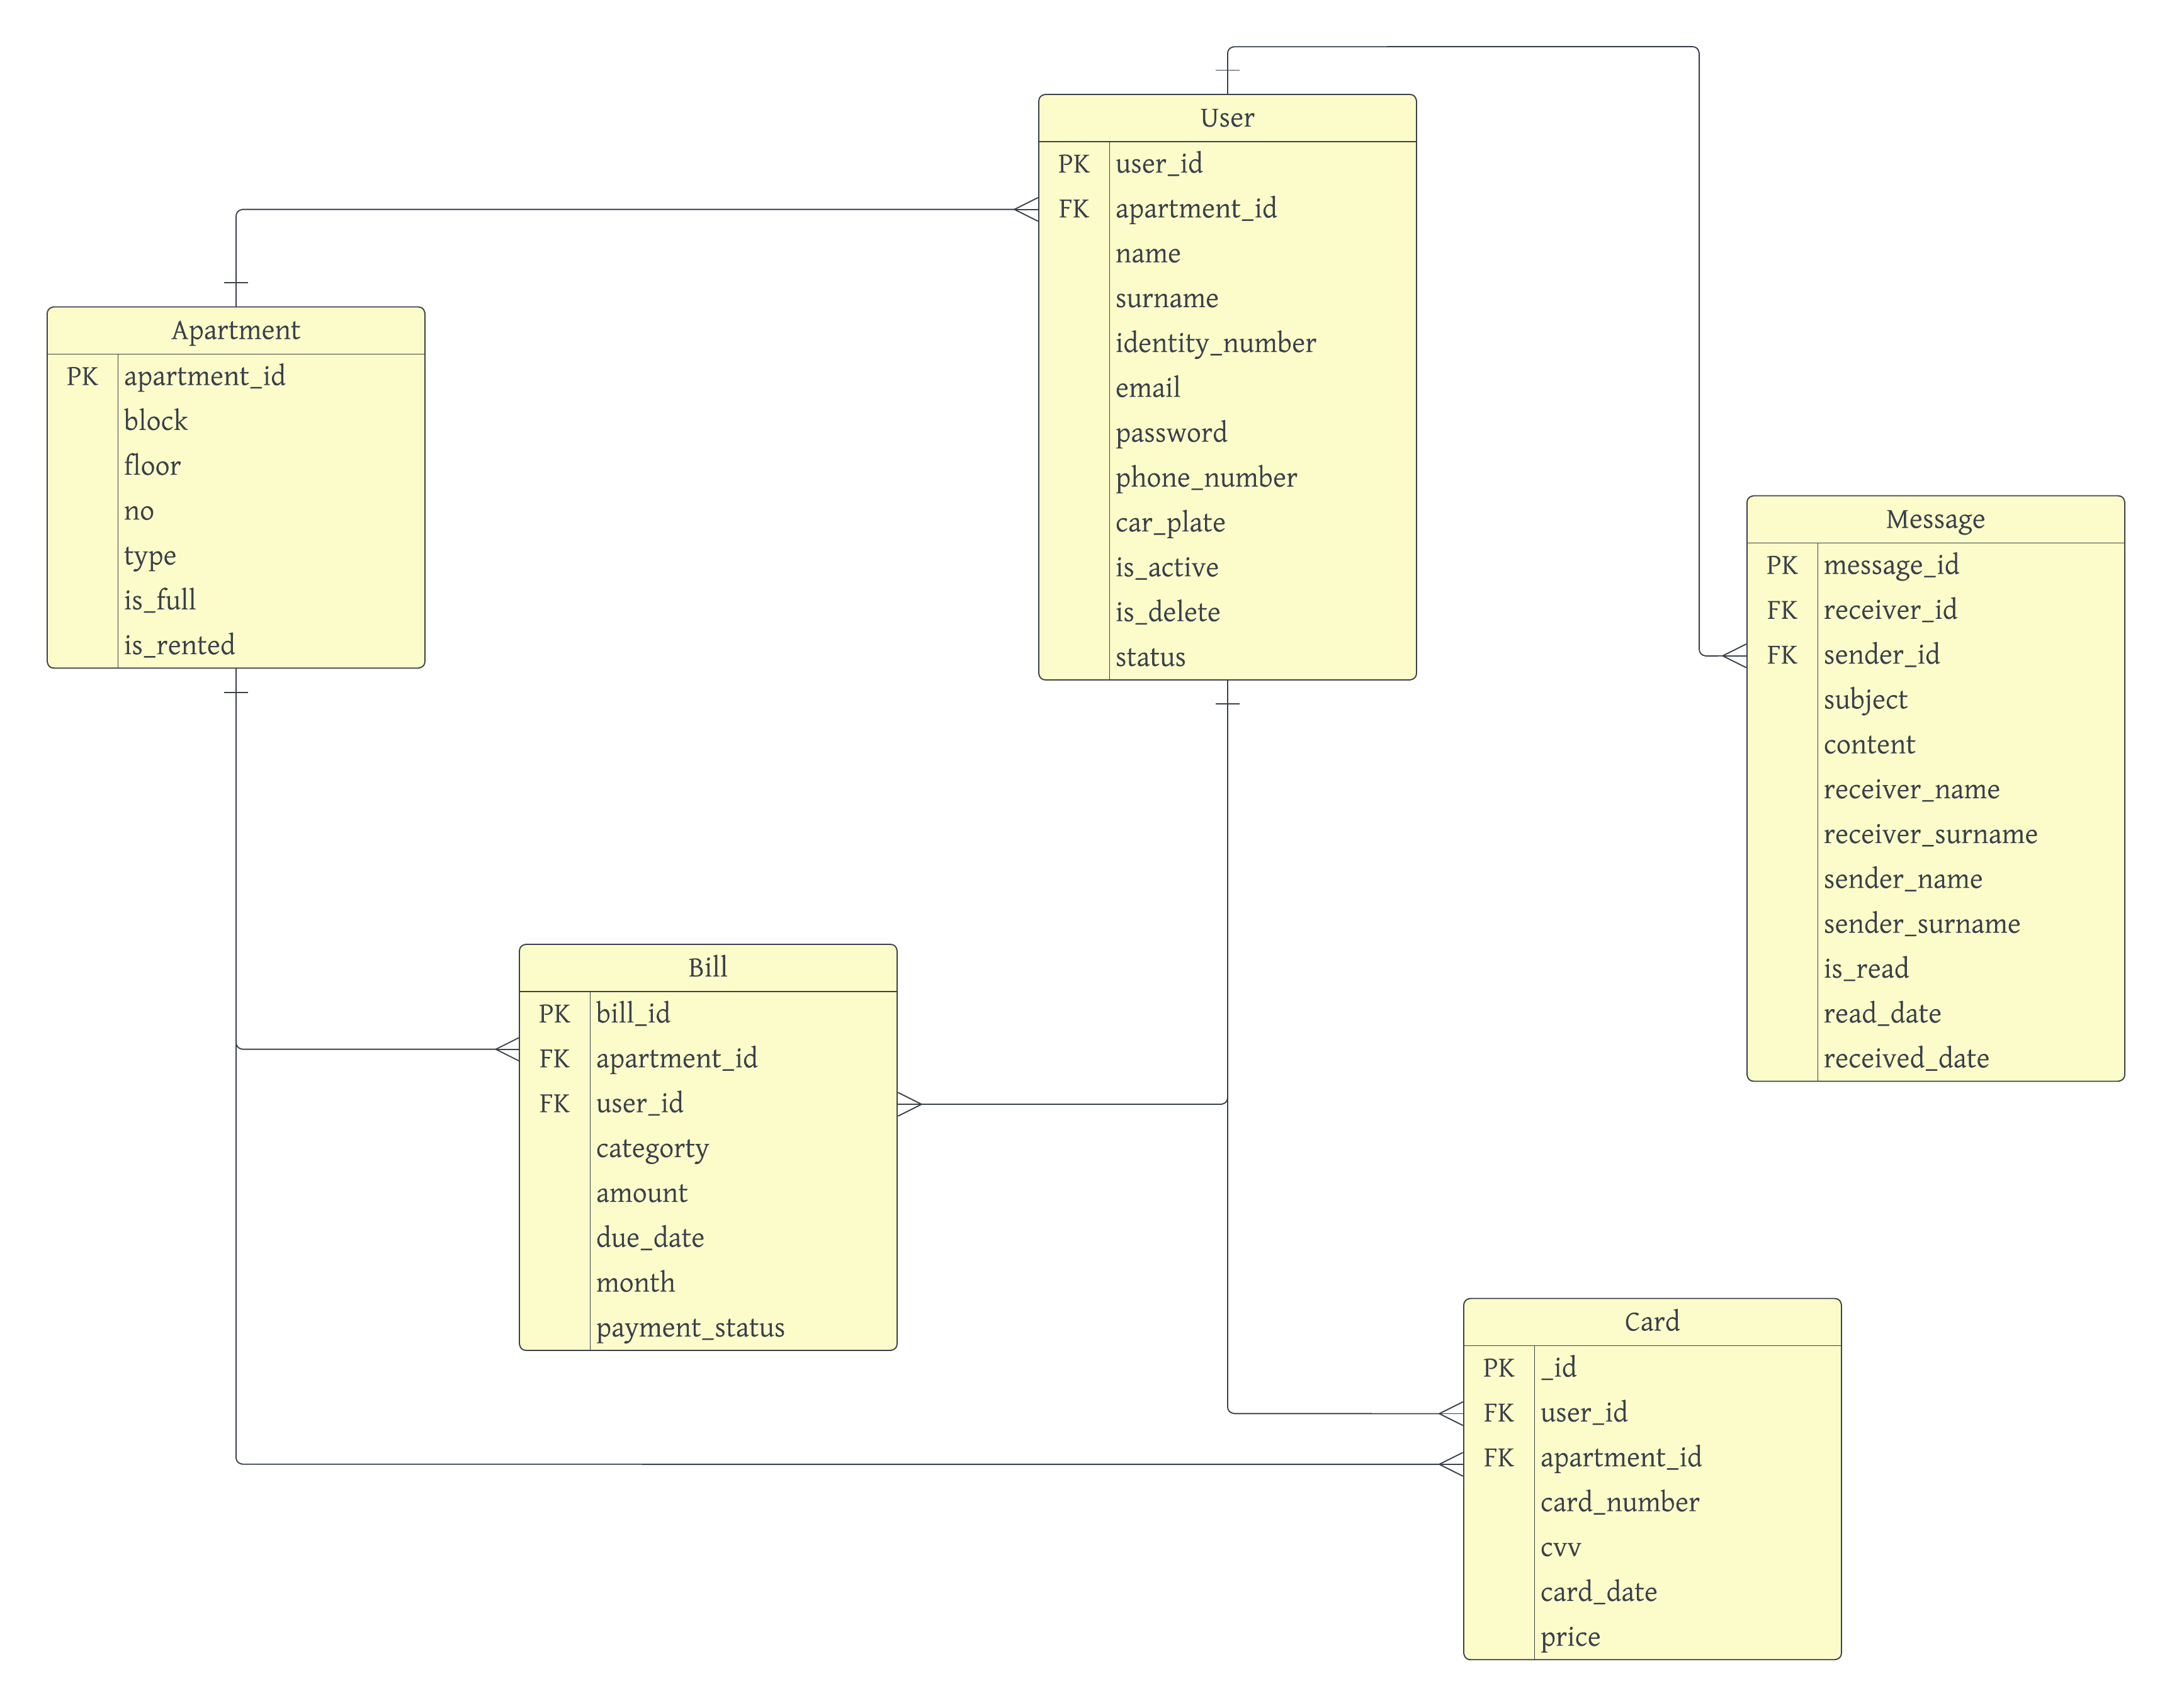 User
PK user_id
FK apartment_id
name
surname
identity_number
email
password
phone_number
car_plate
is_active
is_delete
status
Apartment
PK apartment_id
block
floor
no
type
is_full
is_rented
Message
PK message_id
FK receiver_id
FK sender_id
subject
content
receiver_name
receiver_surname
sender_name
sender_surname
is_read
read_date
received_date
Bill
PK bill_id
FK apartment_id
FK user_id
categorty
amount
due_date
month
payment_status
Card
PK _id
FK user_id
FK apartment_id
card_number
cvv
card_date
price